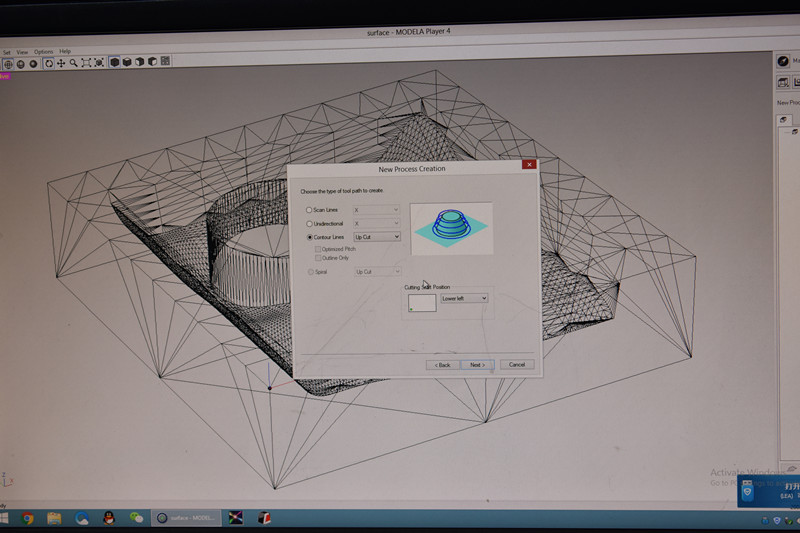 surface - MODELA Player 4
Set View Options Help
New Process Creation
Choose the type of tool path to create.
Scan Lines X
Unidirectional X
Contour Lines Up Cut
Optimized Pitch
Outline Only
Spiral Up Cut
Cutting Start Position
Lower left
< Back Next > Cancel
New Proc
Activate Windows
Go to
surface - MODEL...